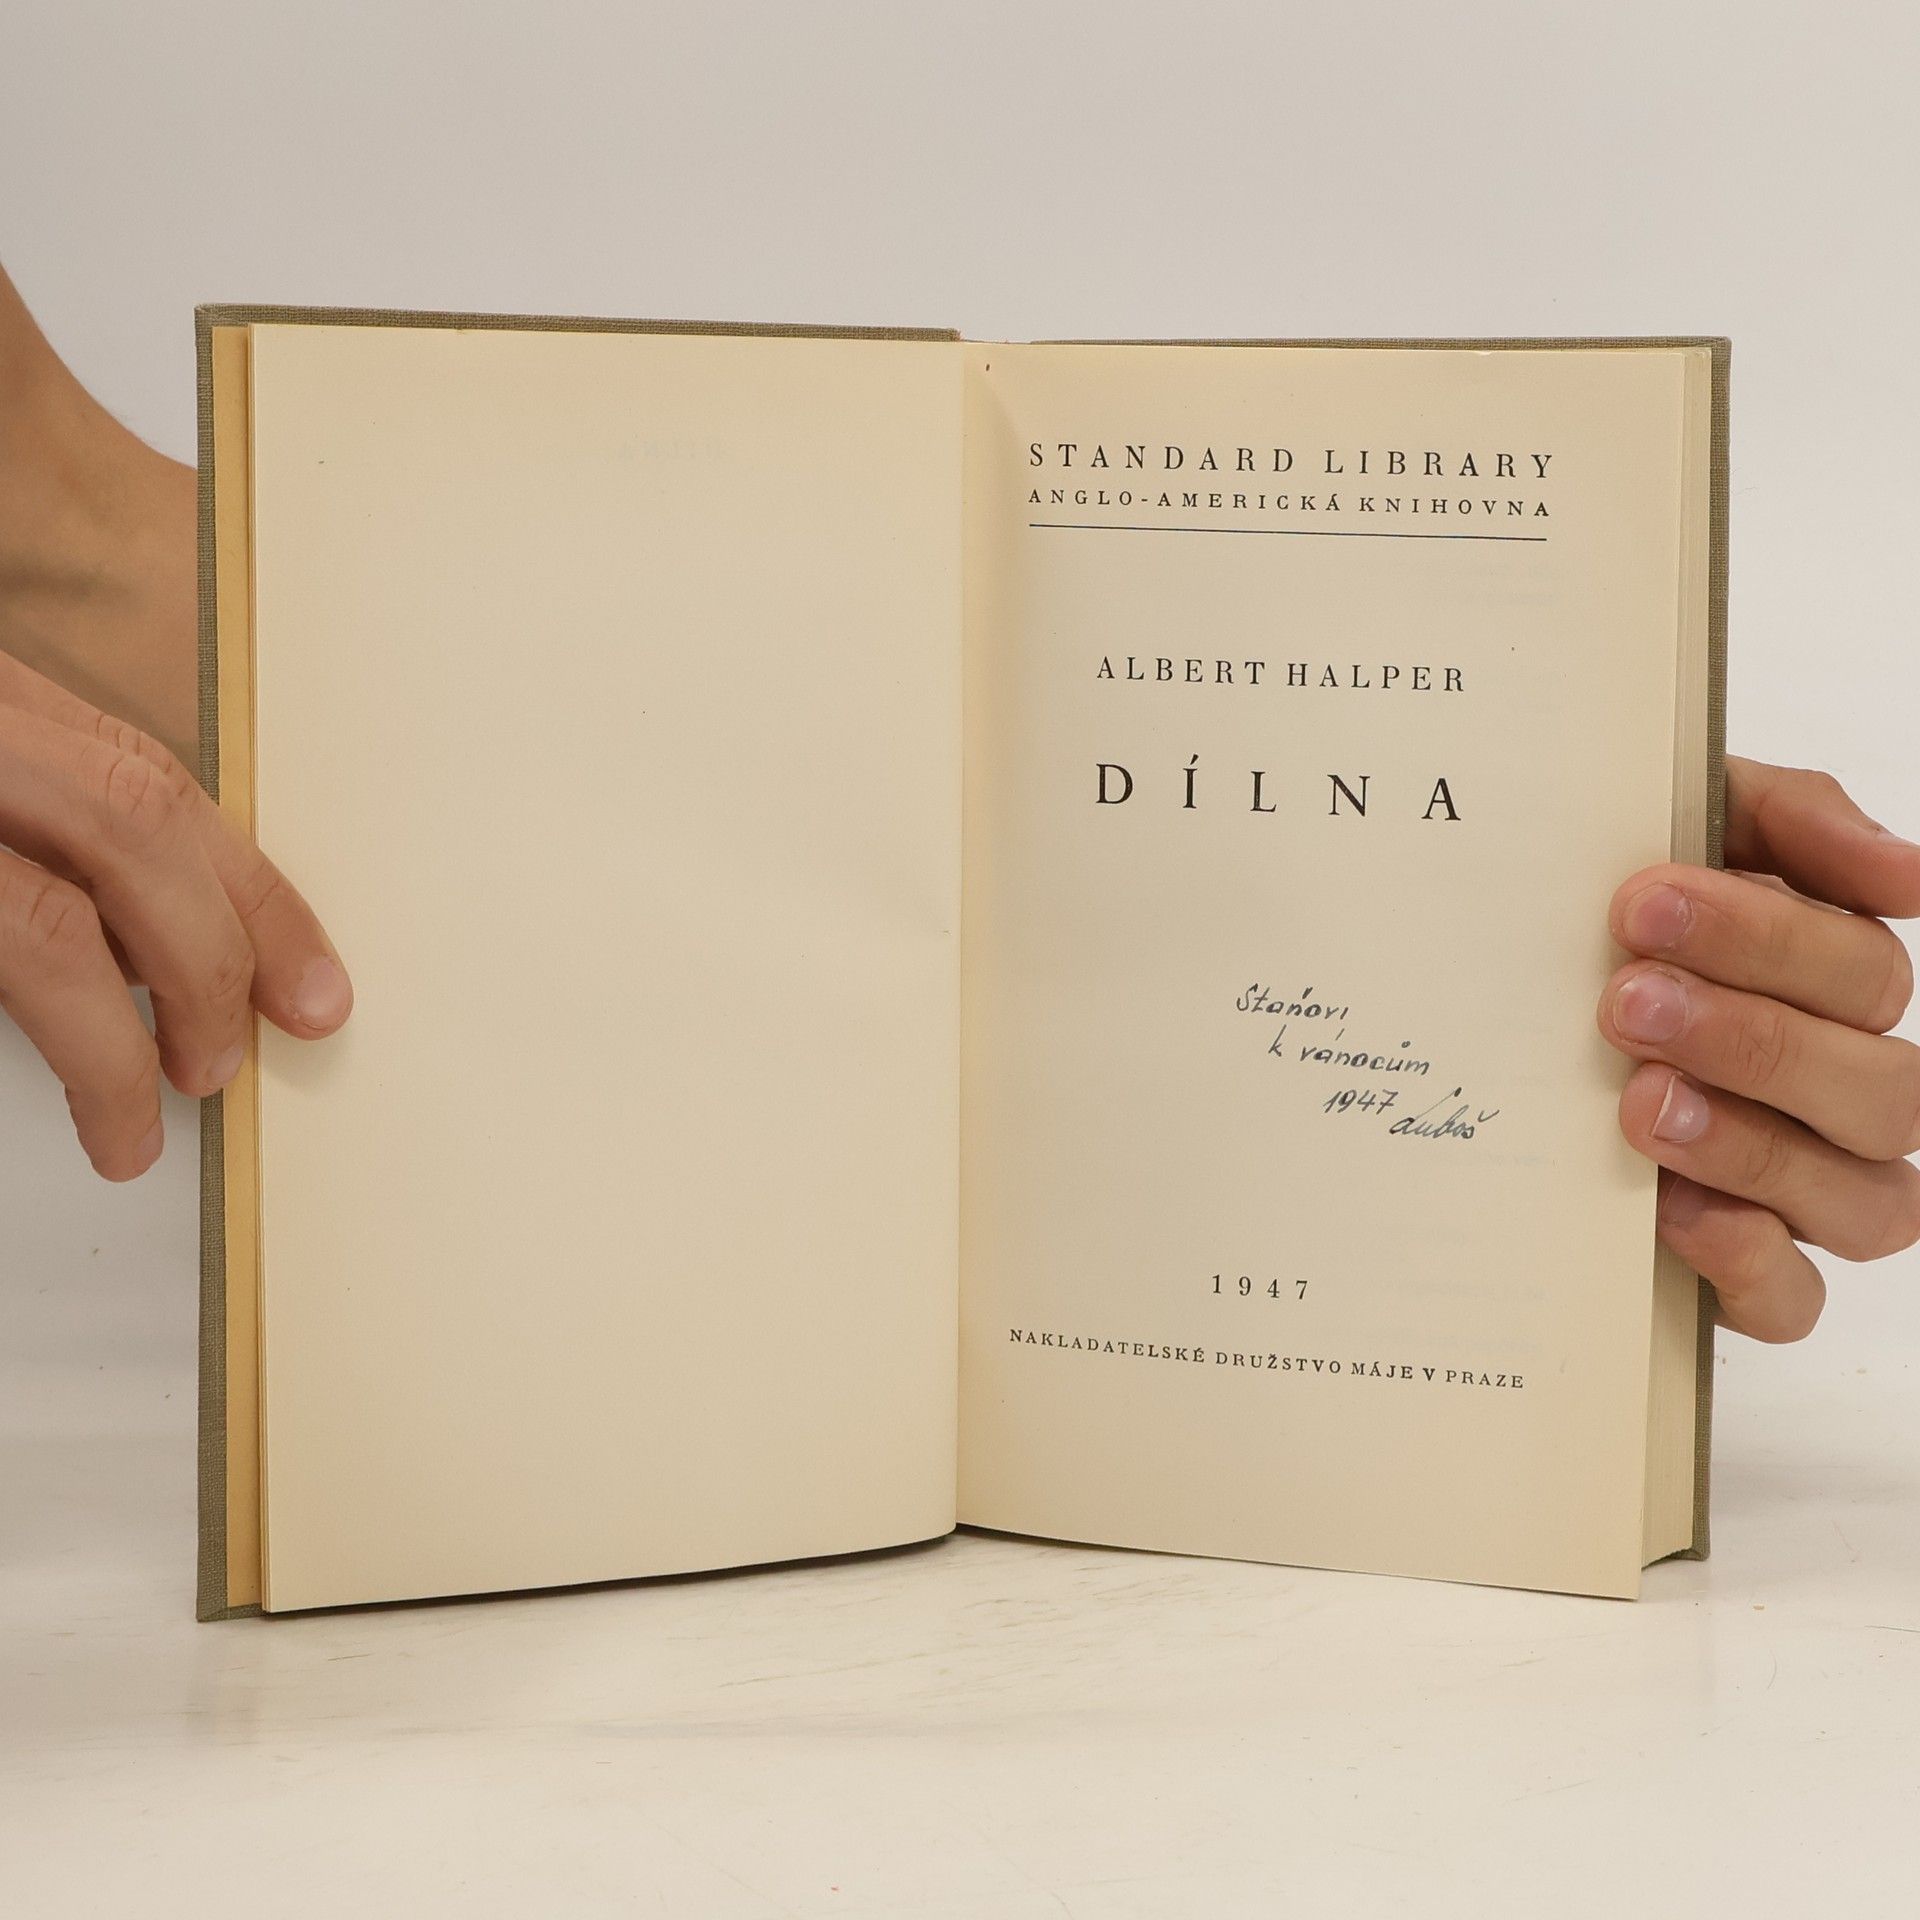 STANDARD LIBRARY
ANGLO-AMERICKÁ KNIHOVNA
ALBERT HALPER
DÍLNA
Staňovi
k vánocům
1947 Luboš
1947
NAKLADATELSKÉ DRUŽSTVO MÁJE V PRAZE